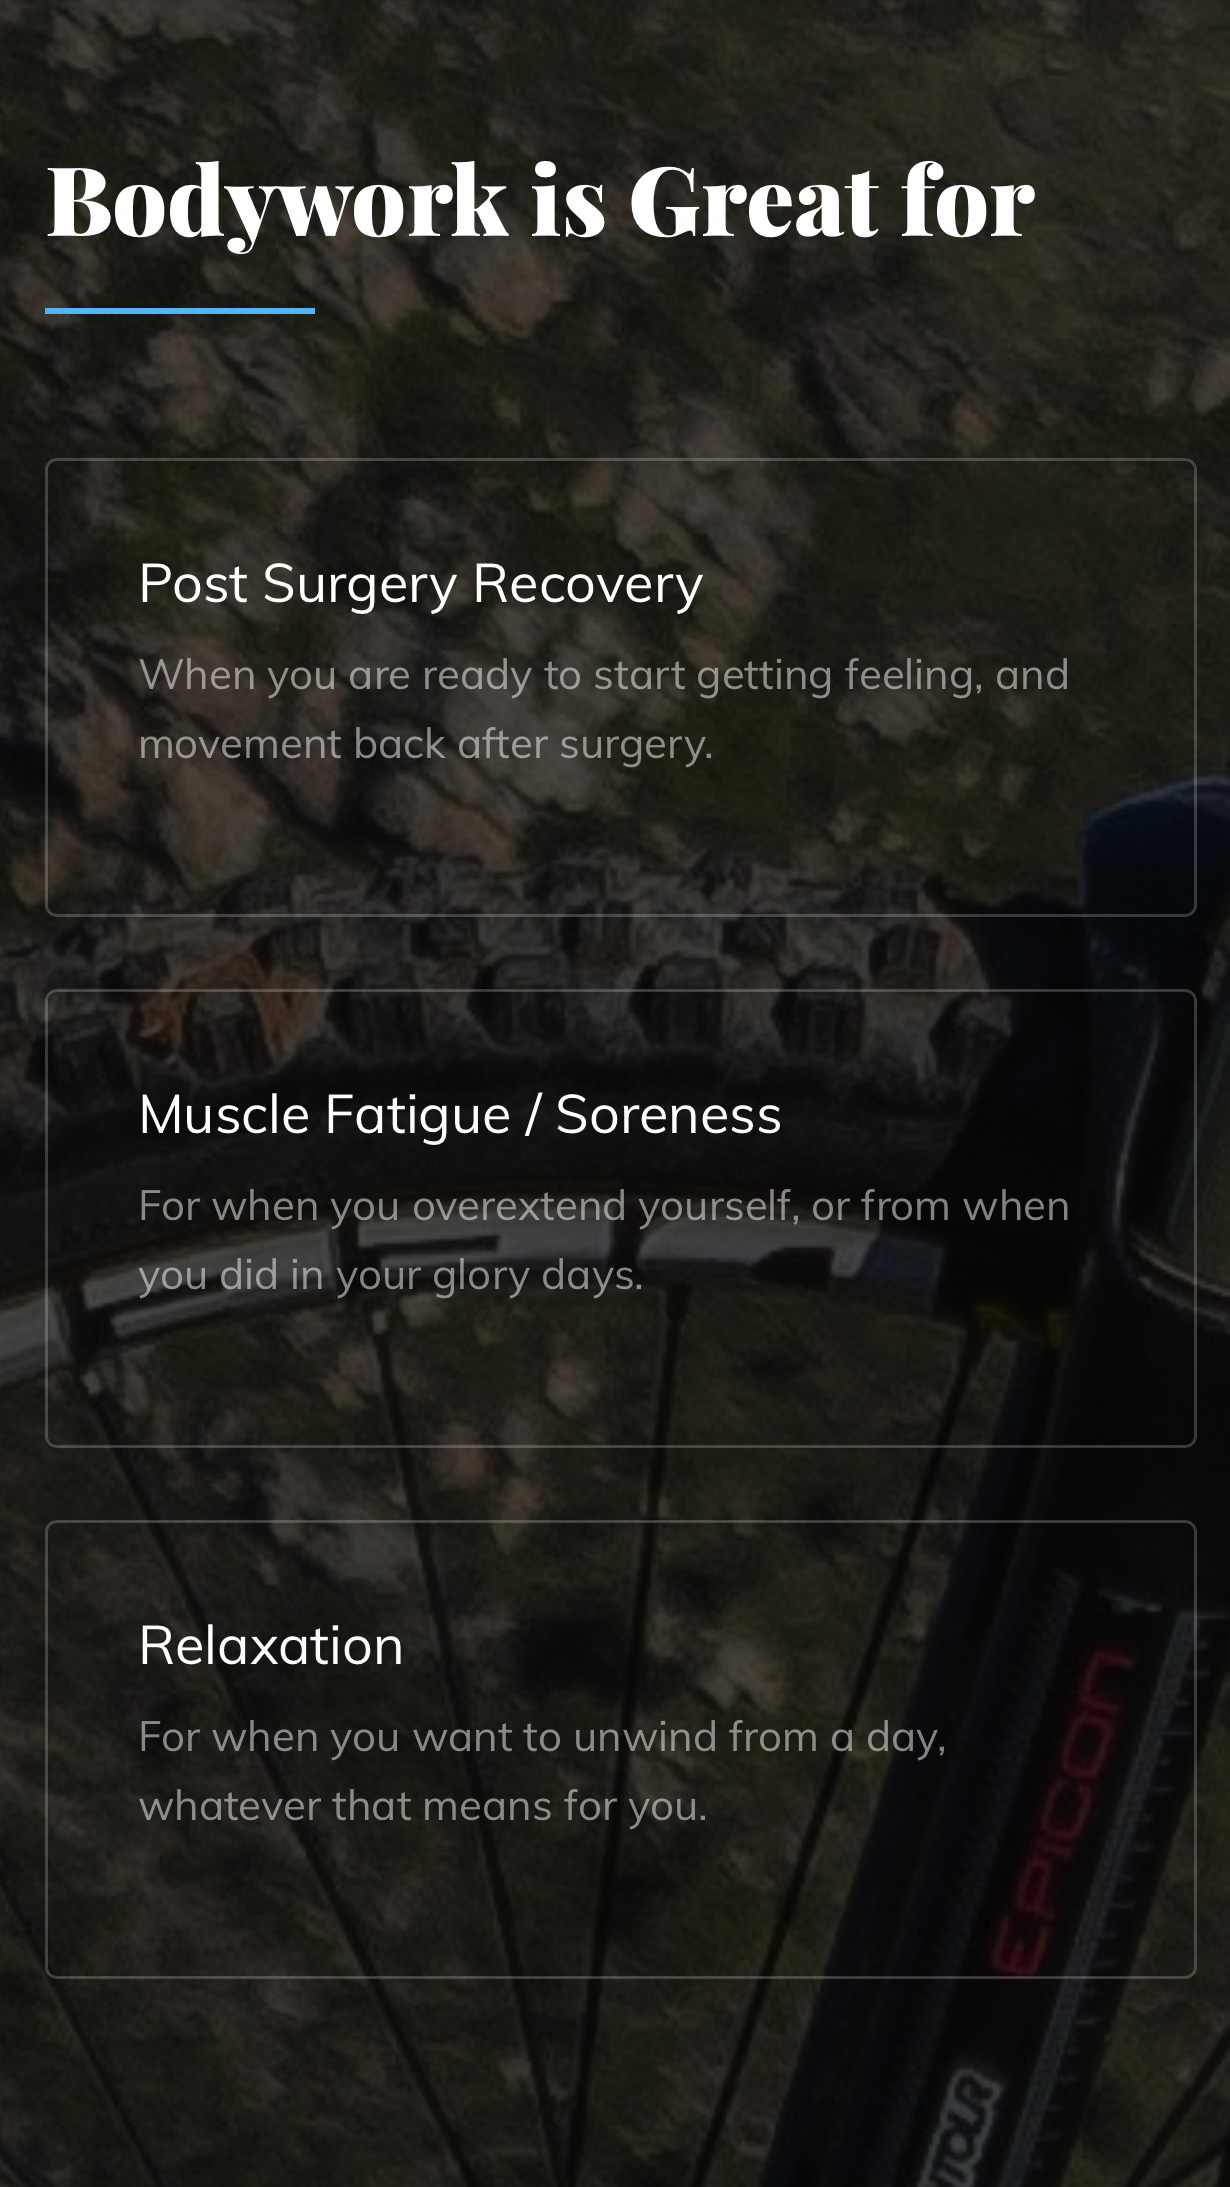 Bodywork is Great for
Post Surgery Recovery
When you are ready to start getting feeling, and
movement back after surgery.
Muscle Fatigue / Soreness
For when you overextend yourself, or from when
you did in your glory days.
Relaxation
For when you want to unwind from a day,
whatever that means for you.
EPICON